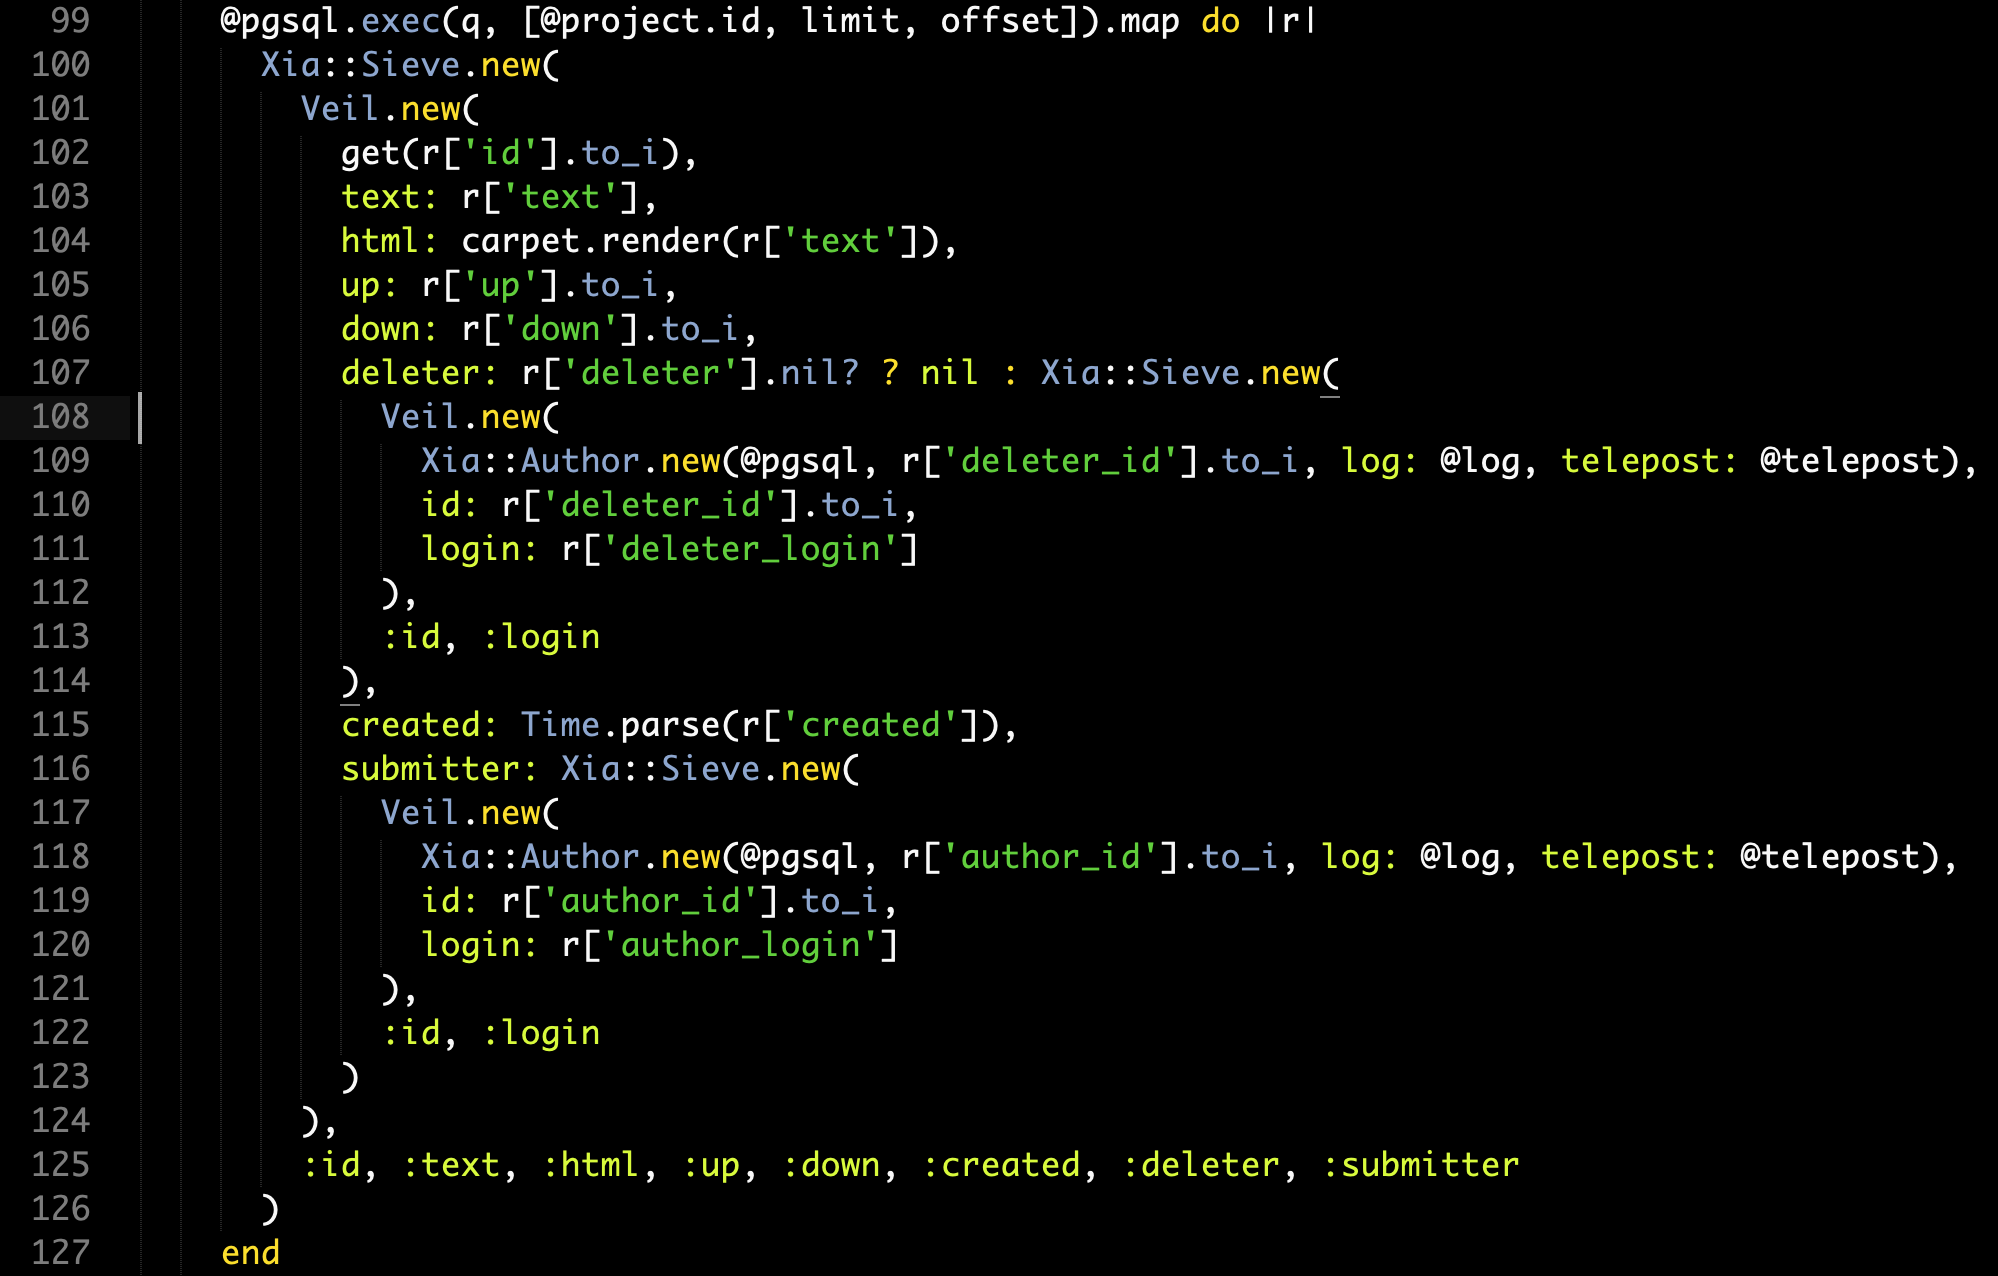 99 @pgsql.exec(q, [@project.id, limit, offset]).map do |r|
100 Xia::Sieve.new(
101 Veil.new(
102 get(r['id'].to_i),
103 text: r['text'],
104 html: carpet.render(r['text']),
105 up: r['up'].to_i,
106 down: r['down'].to_i,
107 deleter: r['deleter'].nil? ? nil : Xia::Sieve.new(
108 Veil.new(
109 Xia::Author.new(@pgsql, r['deleter_id'].to_i, log: @log, telepost: @telepost),
110 id: r['deleter_id'].to_i,
111 login: r['deleter_login']
112 ),
113 :id, :login
114 ),
115 created: Time.parse(r['created']),
116 submitter: Xia::Sieve.new(
117 Veil.new(
118 Xia::Author.new(@pgsql, r['author_id'].to_i, log: @log, telepost: @telepost),
119 id: r['author_id'].to_i,
120 login: r['author_login']
121 ),
122 :id, :login
123 )
124 ),
125 :id, :text, :html, :up, :down, :created, :deleter, :submitter
126 )
127 end